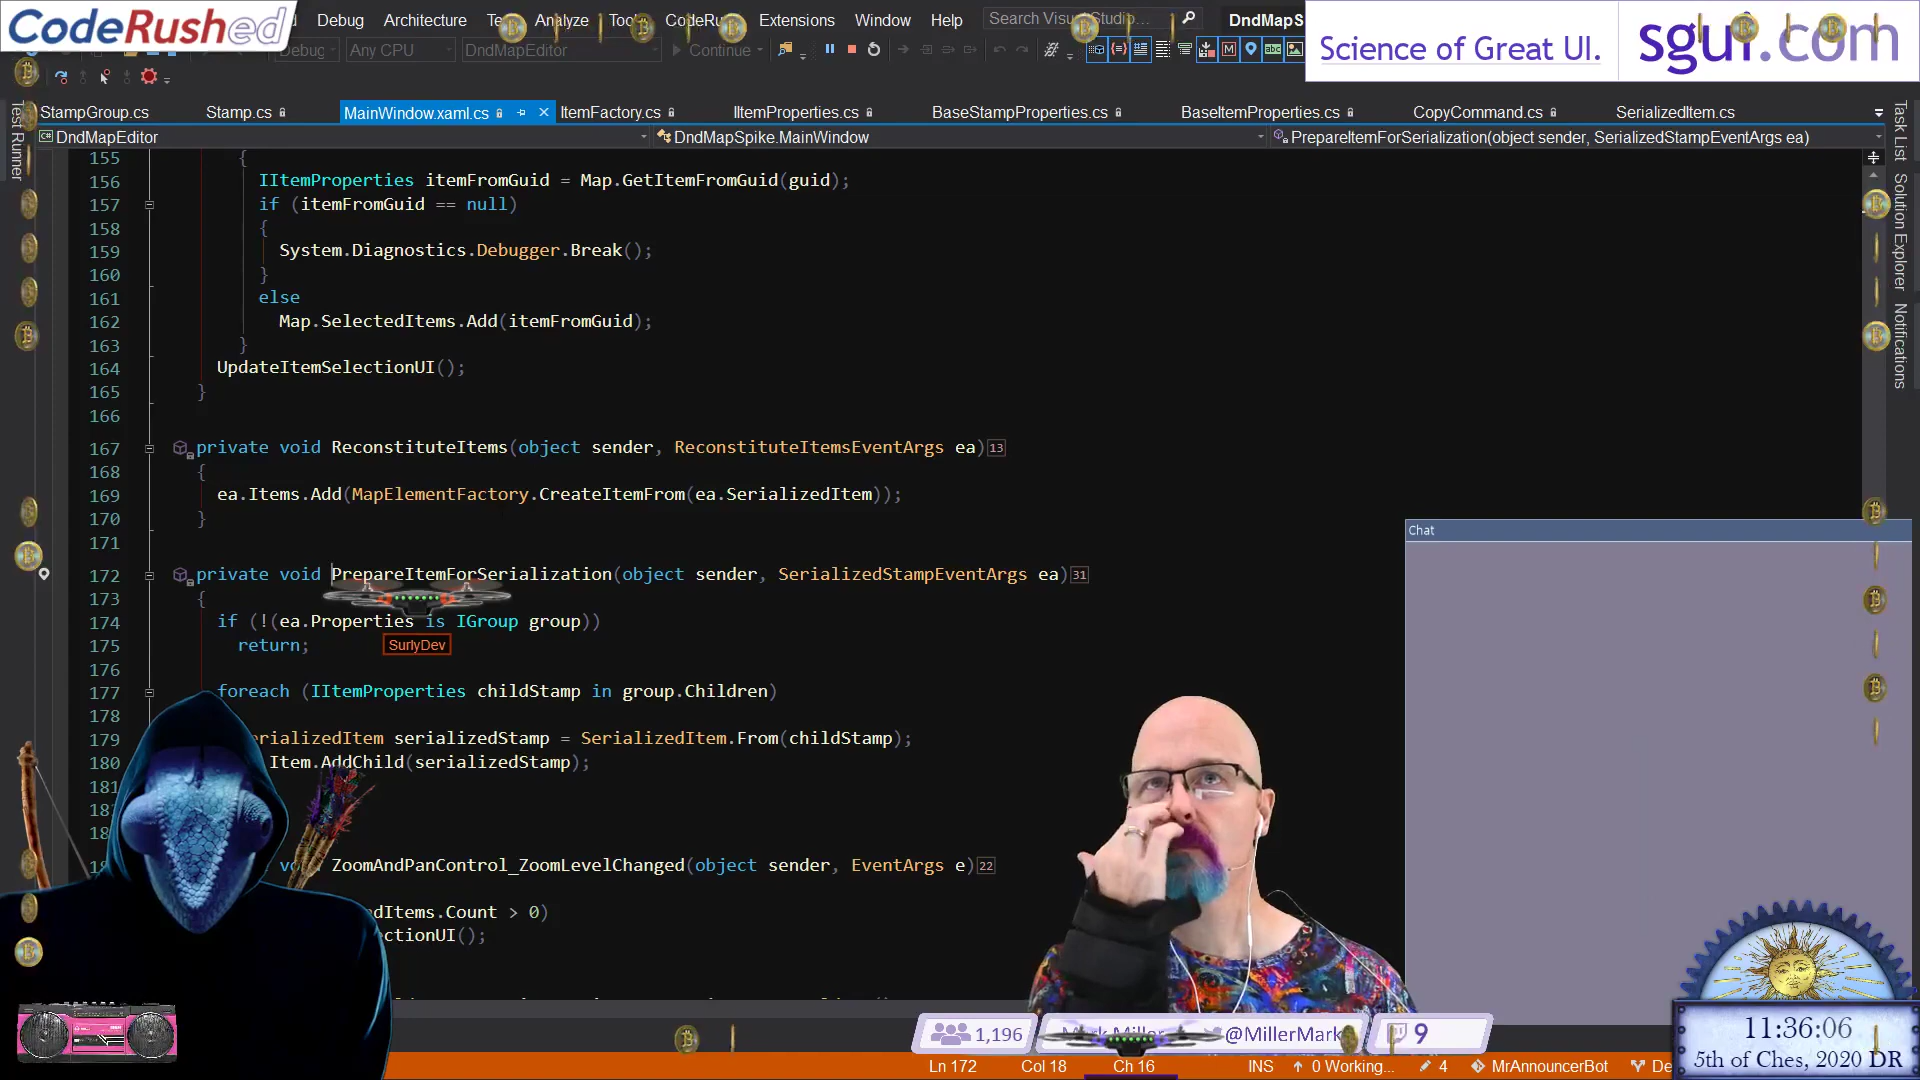 CodeRushed
Debug Architecture Analyze Extensions Window Help
DndMapS
Science of Great UI.
sgui.com
Debug Any CPU DndMapEditor Continue
StampGroup.cs Stamp.cs MainWindow.xaml.cs ItemFactory.cs IItemProperties.cs BaseStampProperties.cs BaseItemProperties.cs CopyCommand.cs SerializedItem.cs
DndMapEditor DndMapSpike.MainWindow PrepareItemForSerialization(object sender, SerializedStampEventArgs ea)
Test Runner
Task List
Solution Explorer
Notifications
155 {
156 IItemProperties itemFromGuid = Map.GetItemFromGuid(guid);
157 if (itemFromGuid == null)
158 {
159 System.Diagnostics.Debugger.Break();
160 }
161 else
162 Map.SelectedItems.Add(itemFromGuid);
163 }
164 UpdateItemSelectionUI();
165 }
166
167 private void ReconstituteItems(object sender, ReconstituteItemsEventArgs ea) 13
168 {
169 ea.Items.Add(MapElementFactory.CreateItemFrom(ea.SerializedItem));
170 }
171
172 private void PrepareItemForSerialization(object sender, SerializedStampEventArgs ea) 31
173 {
174 if (!(ea.Properties is IGroup group))
175 return;
SurlyDev
176
177 foreach (IItemProperties childStamp in group.Children)
178
179 erializedItem serializedStamp = SerializedItem.From(childStamp);
180 Item.AddChild(serializedStamp);
181
ZoomAndPanControl_ZoomLevelChanged(object sender, EventArgs e) 22
dItems.Count > 0)
ctionUI();
Chat
1,196
@MillerMark
9
11:36:06
5th of Ches, 2020 DR
Ln 172 Col 18 Ch 16 INS 0 Working... 4 MrAnnouncerBot De